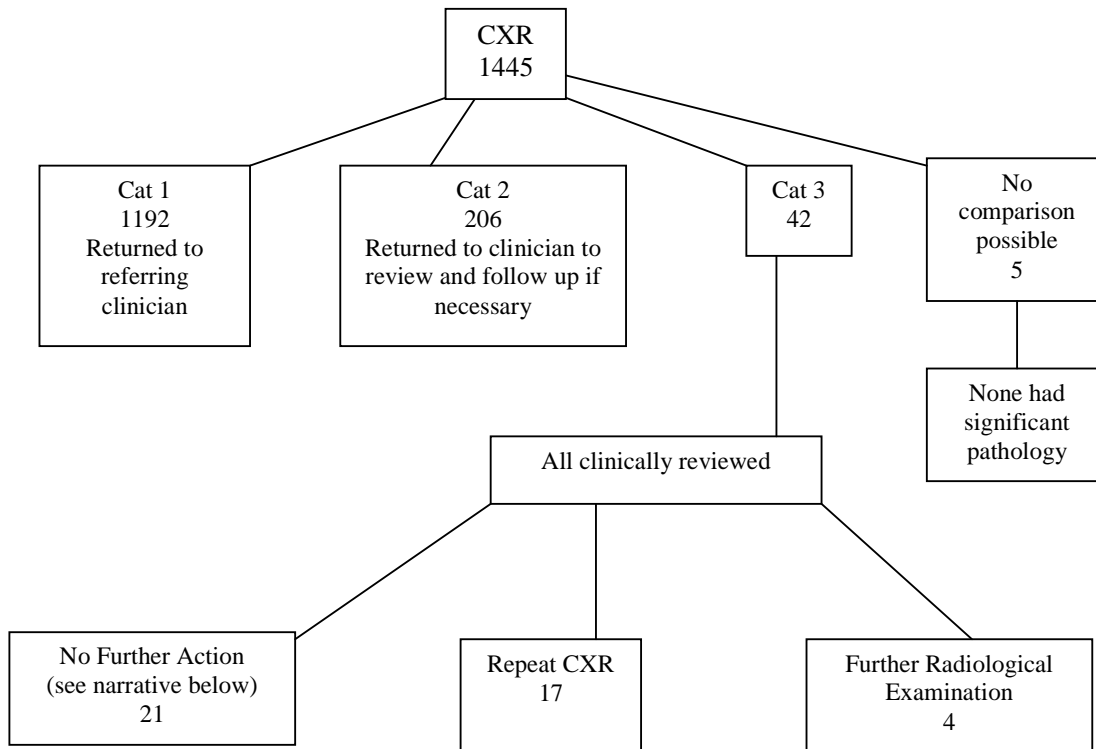 CXR
1445
Cat 1
1192
Returned to
referring
clinician
Cat 2
206
Returned to clinician to
review and follow up if
necessary
Cat 3
42
No
comparison
possible
5
None had
significant
pathology
All clinically reviewed
No Further Action
(see narrative below)
21
Repeat CXR
17
Further Radiological
Examination
4